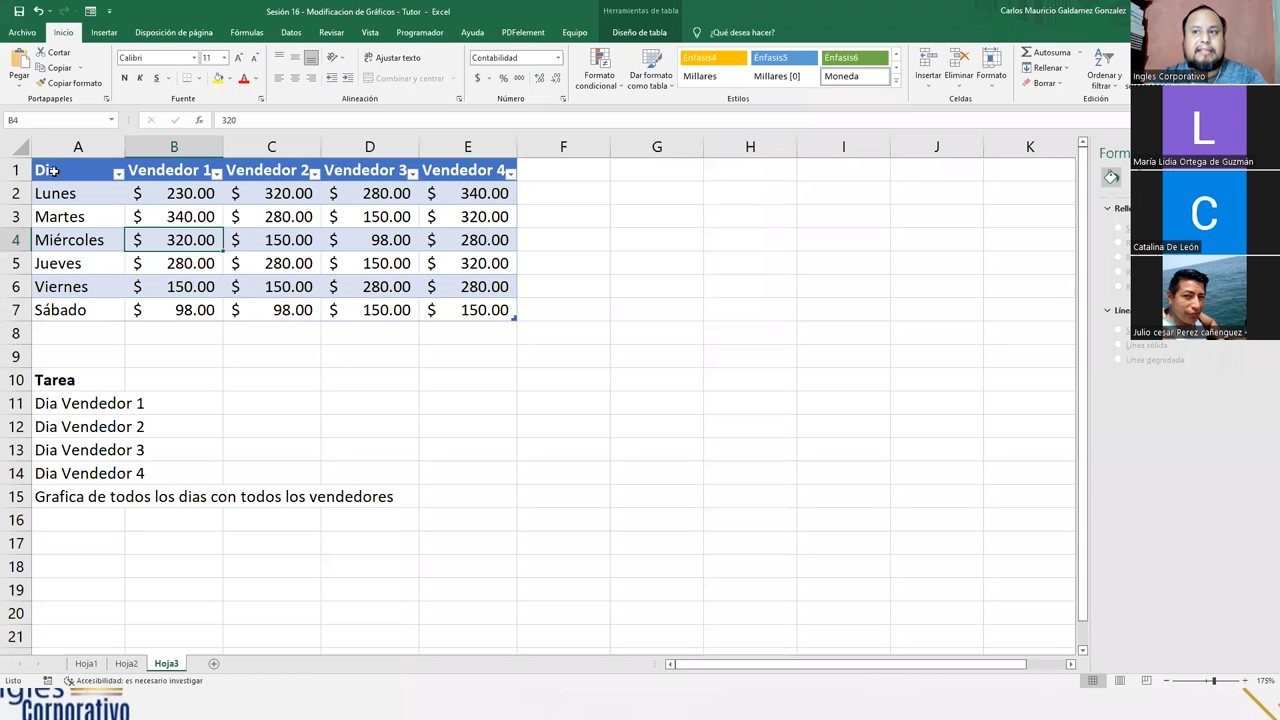 Sesión 16 - Modificacion de Gráficos - Tutor - Excel
Herramientas de tabla
Carlos Mauricio Galdamez Gonzalez
Archivo Inicio Insertar Disposición de página Fórmulas Datos Revisar Vista Programador Ayuda PDFelement Equipo Diseño de tabla ¿Qué desea hacer?
Pegar
Cortar
Copiar
Copiar formato
Portapapeles
Calibri 11
N K S
Fuente
Ajustar texto
Combinar y centrar
Alineación
Contabilidad
$ % 000
Número
Formato condicional
Dar formato como tabla
Énfasis4 Énfasis5 Énfasis6
Millares Millares [0] Moneda
Estilos
Insertar Eliminar Formato
Celdas
Autosuma
Rellenar
Borrar
Ordenar y
filtrar
Edición
B4 fx 320
A B C D E F G H I J K
1 Dia Vendedor 1 Vendedor 2 Vendedor 3 Vendedor 4
2 Lunes $ 230.00 $ 320.00 $ 280.00 $ 340.00
3 Martes $ 340.00 $ 280.00 $ 150.00 $ 320.00
4 Miércoles $ 320.00 $ 150.00 $ 98.00 $ 280.00
5 Jueves $ 280.00 $ 280.00 $ 150.00 $ 320.00
6 Viernes $ 150.00 $ 150.00 $ 280.00 $ 280.00
7 Sábado $ 98.00 $ 98.00 $ 150.00 $ 150.00
8
9
10 Tarea
11 Dia Vendedor 1
12 Dia Vendedor 2
13 Dia Vendedor 3
14 Dia Vendedor 4
15 Grafica de todos los dias con todos los vendedores
16
17
18
19
20
21
Hoja1 Hoja2 Hoja3
Listo Accesibilidad: es necesario investigar 175%
Ingles Corporativo
L
María Lidia Ortega de Guzmán
C
Catalina De León
Julio cesar Perez cañenguez
Form
Rell
Líne
Línea sólida
Línea degradada
Ingles
Corporativo